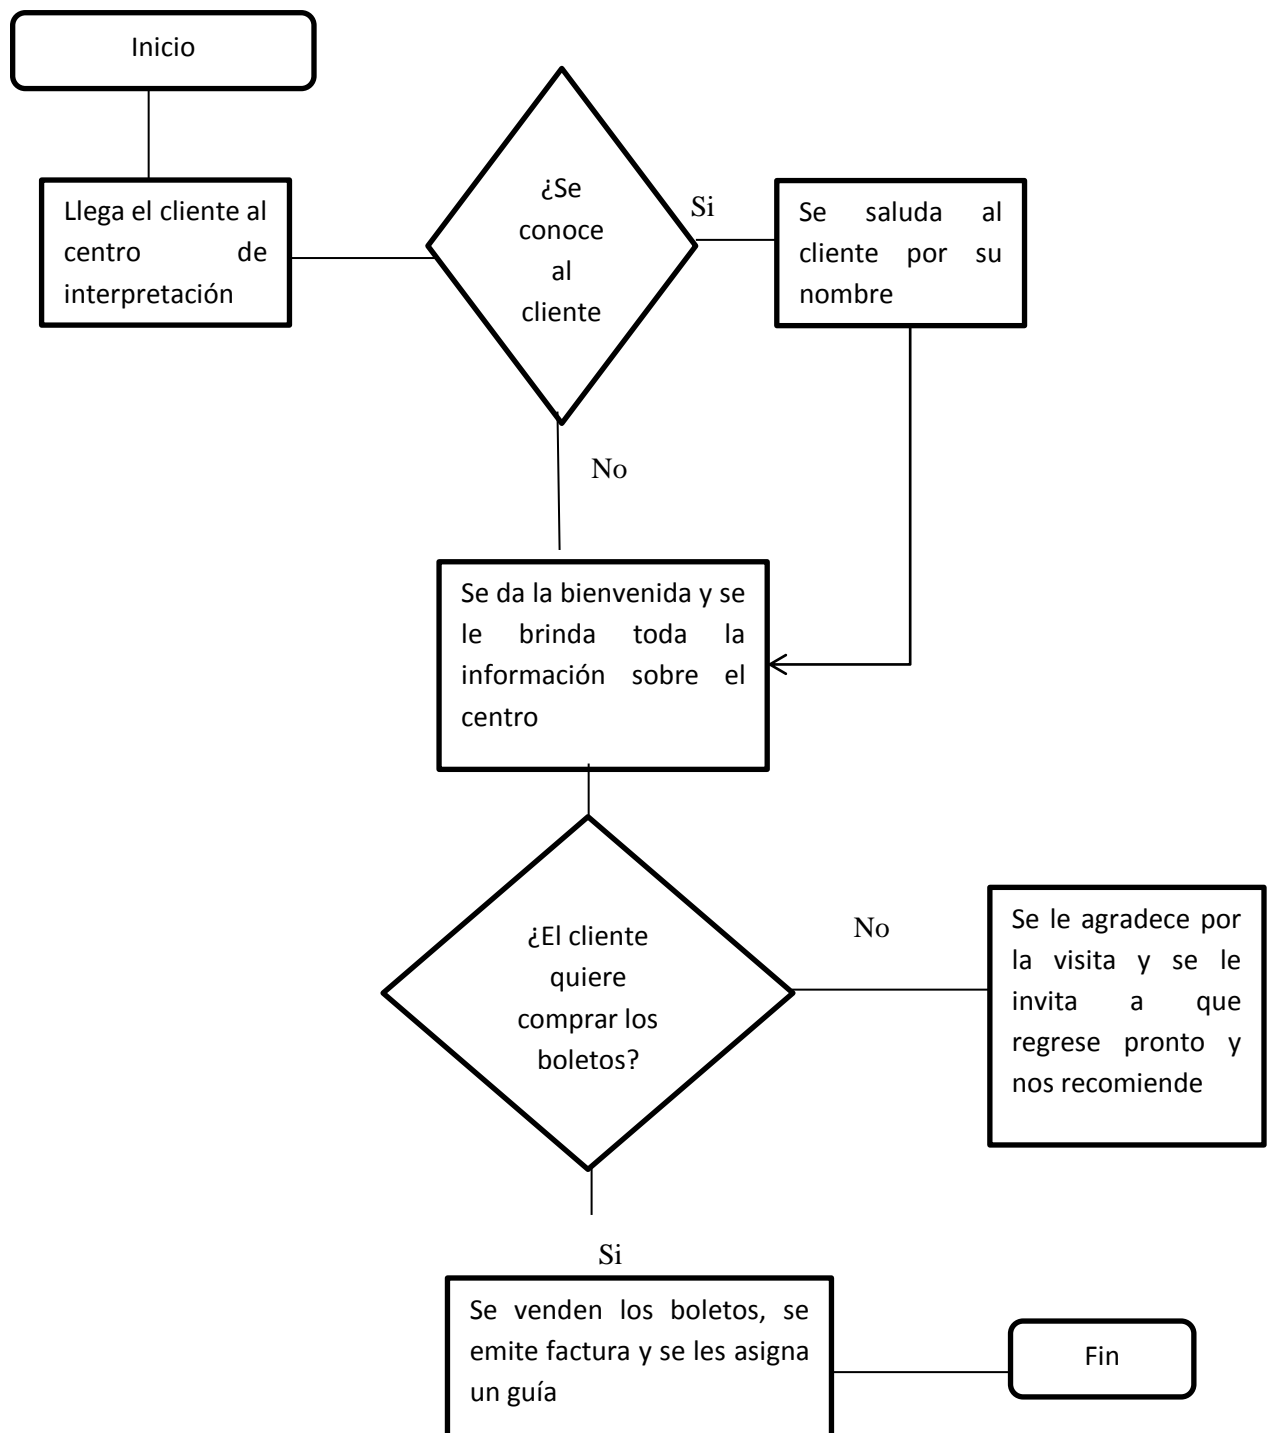 Inicio
Llega el cliente al
centro de
interpretación
¿Se
conoce
al
cliente
Si
Se saluda al
cliente por su
nombre
No
Se da la bienvenida y se
le brinda toda la
información sobre el
centro
¿El cliente
quiere
comprar los
boletos?
No
Se le agradece por
la visita y se le
invita a que
regrese pronto y
nos recomiende
Si
Se venden los boletos, se
emite factura y se les asigna
un guía
Fin